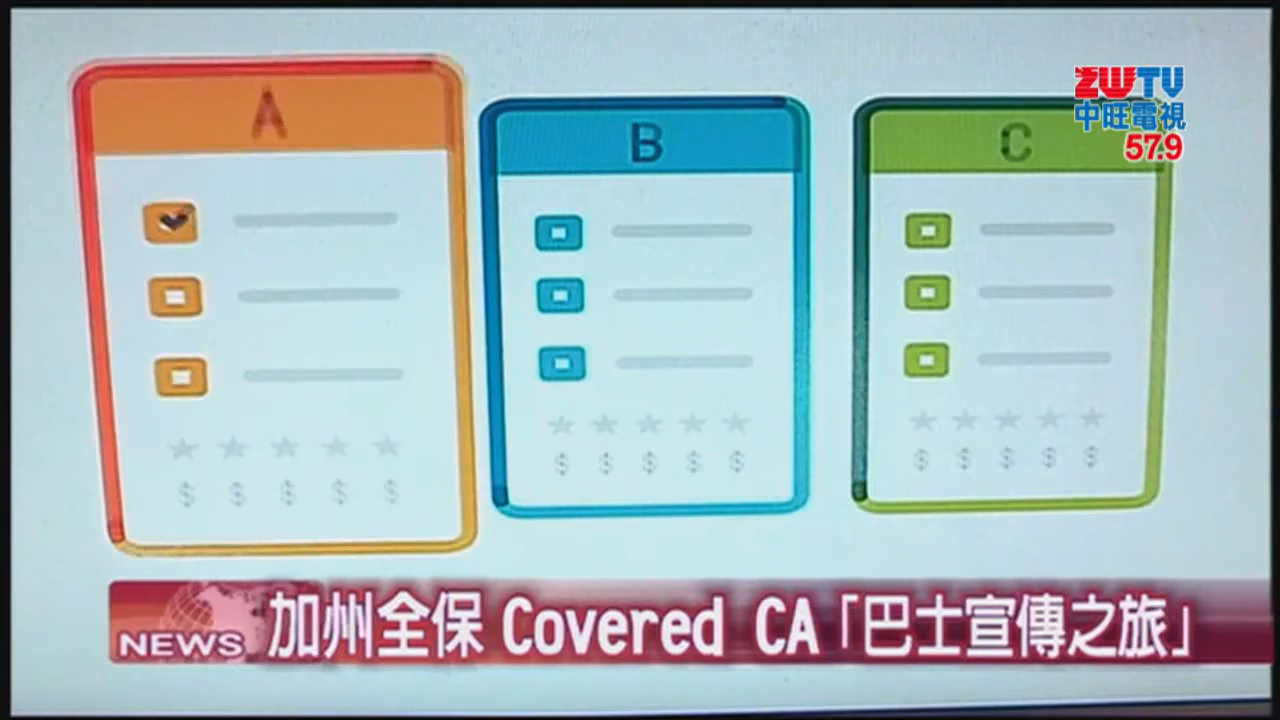 A
B
C
ZWTV
中旺電視
57.9
$ $ $ $ $
$ $ $ $ $
$ $ $ $ $
NEWS 加州全保 Covered CA「巴士宣傳之旅」